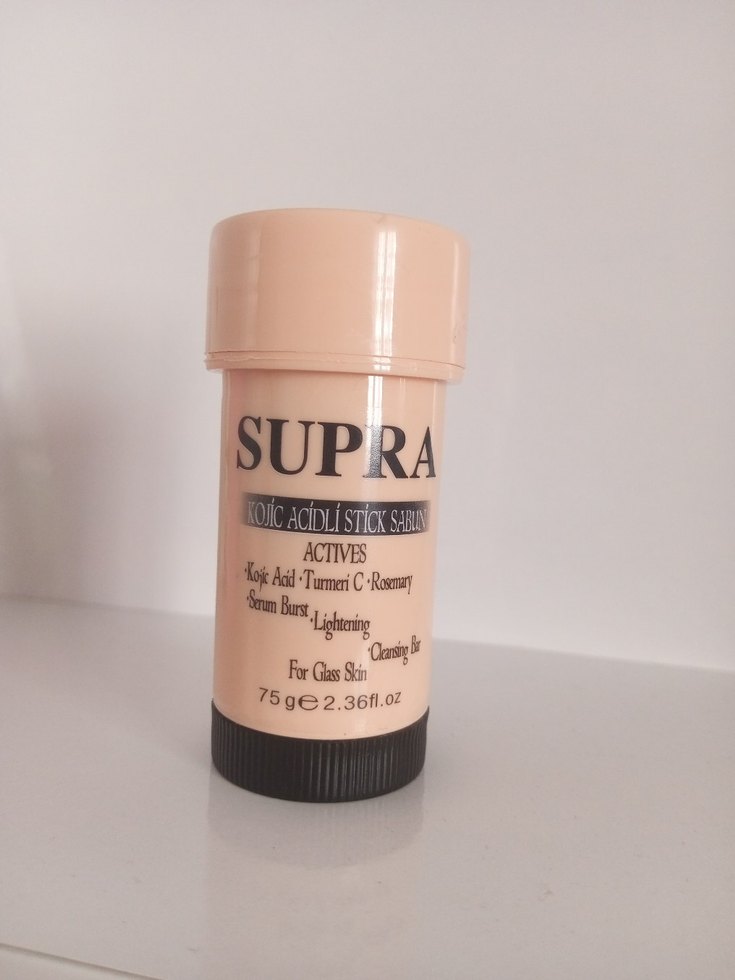 SUPRA
KOJİC ACİDLİ STİCK SABUN
ACTIVES
•Kojic Acid •Turmeri C •Rosemary
•Serum Burst •Lightening
•Cleansing Bar
For Glass Skin
75 g ℮ 2.36fl.oz